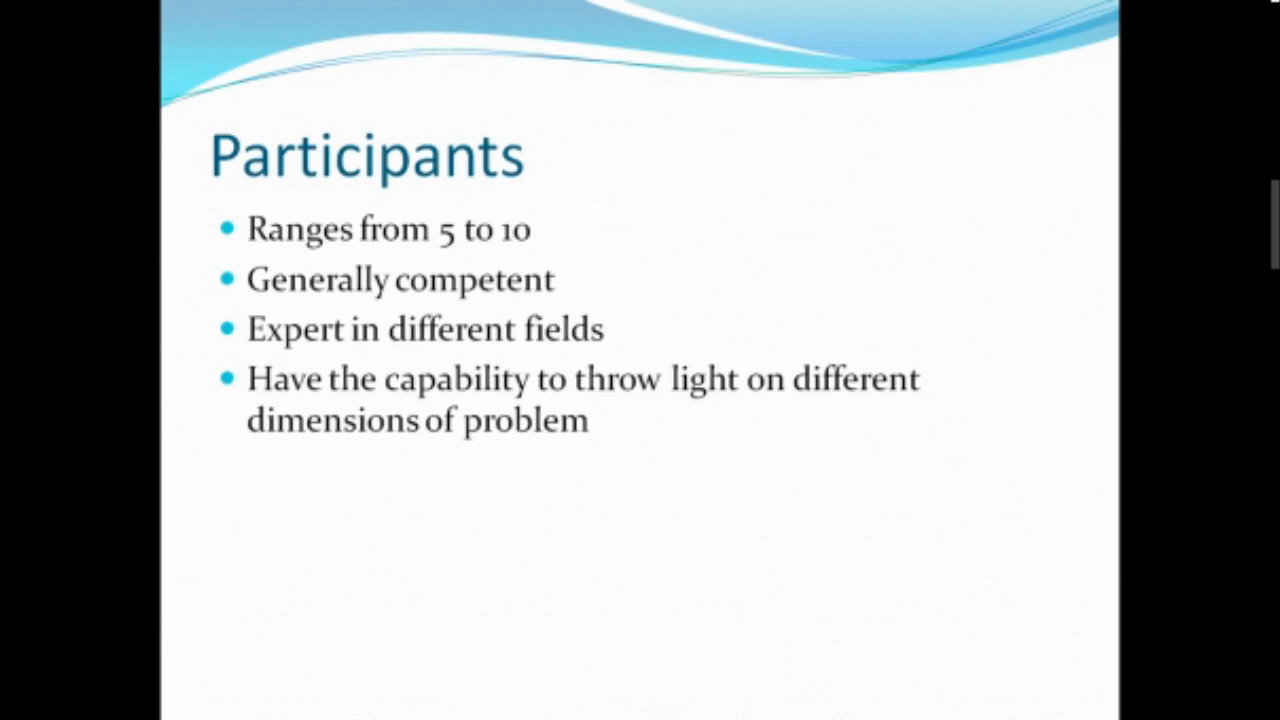 Participants
Ranges from 5 to 10
Generally competent
Expert in different fields
Have the capability to throw light on different
dimensions of problem